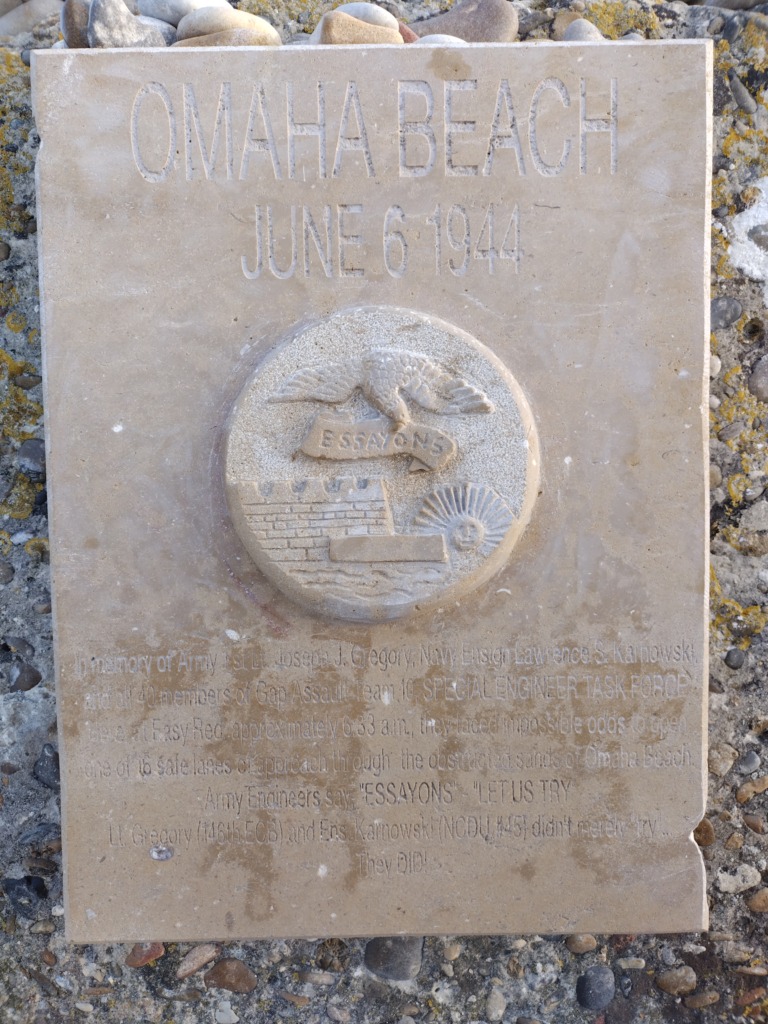 OMAHA BEACH
JUNE 6 1944
ESSAYONS
In memory of Army 1st Lt. Joseph J. Gregory, Navy Ensign Lawrence S. Karnowski,
and all 40 members of Gap Assault Team 10, SPECIAL ENGINEER TASK FORCE.
Here, at Easy Red, approximately 6:33 a.m., they faced impossible odds to open
one of 16 safe lanes of approach through the obstructed sands of Omaha Beach.
Army Engineers say, "ESSAYONS" - "LET US TRY"
Lt. Gregory (146th ECB) and Ens. Karnowski (NCDU #45) didn't merely "try"...
They DID!